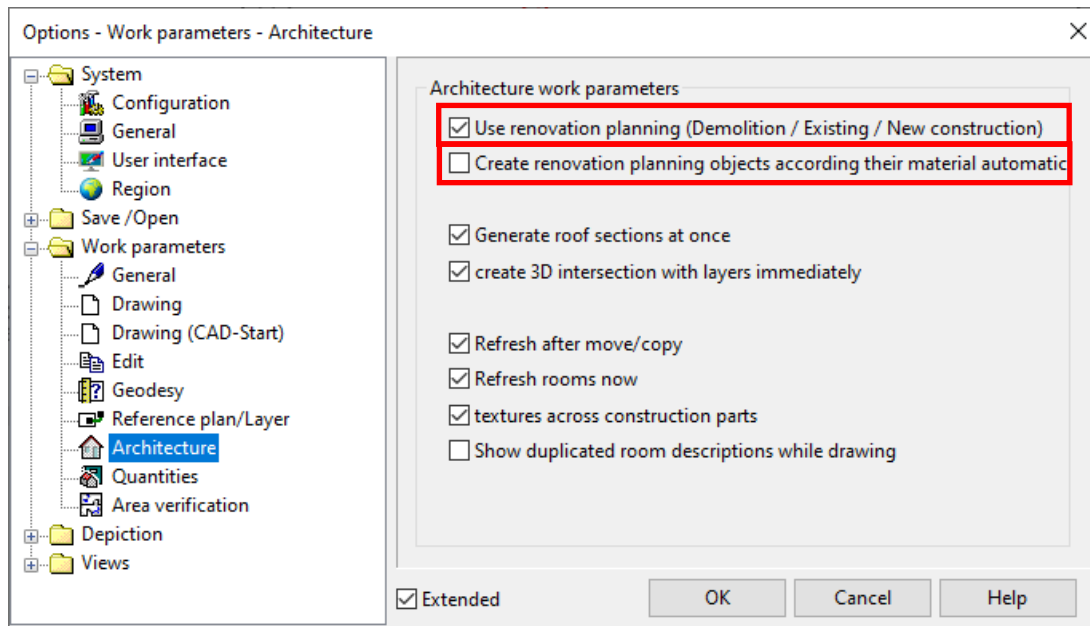 Options - Work parameters - Architecture
System
Configuration
General
User interface
Region
Save /Open
Work parameters
General
Drawing
Drawing (CAD-Start)
Edit
Geodesy
Reference plan/Layer
Architecture
Quantities
Area verification
Depiction
Views
Architecture work parameters
Use renovation planning (Demolition / Existing / New construction)
Create renovation planning objects according their material automatic
Generate roof sections at once
create 3D intersection with layers immediately
Refresh after move/copy
Refresh rooms now
textures across construction parts
Show duplicated room descriptions while drawing
Extended
OK
Cancel
Help